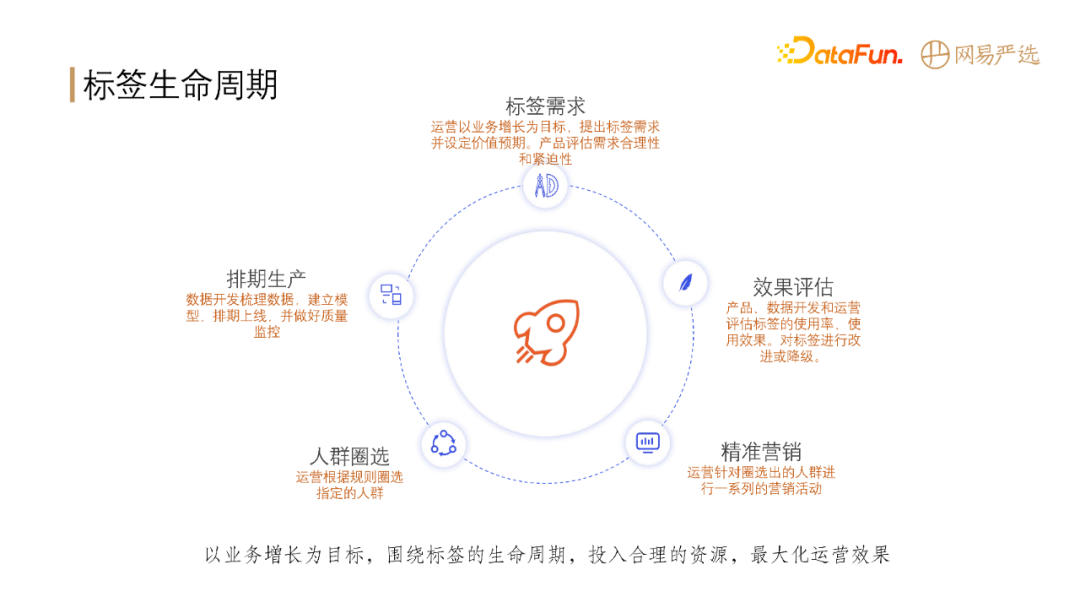 标签生命周期
DataFun.
网易严选
标签需求
运营以业务增长为目标、提出标签需求
并设定价值预期。产品评估需求合理性
和紧迫性
排期生产
数据开发梳理数据、建立模
型、排期上线，并做好质量
监控
效果评估
产品、数据开发和运营
评估标签的使用率、使
用效果。对标签进行改
进或降级。
人群圈选
运营根据规则圈选
指定的人群
精准营销
运营针对圈选出的人群进
行一系列的营销活动
以业务增长为目标，围绕标签的生命周期，投入合理的资源，最大化运营效果